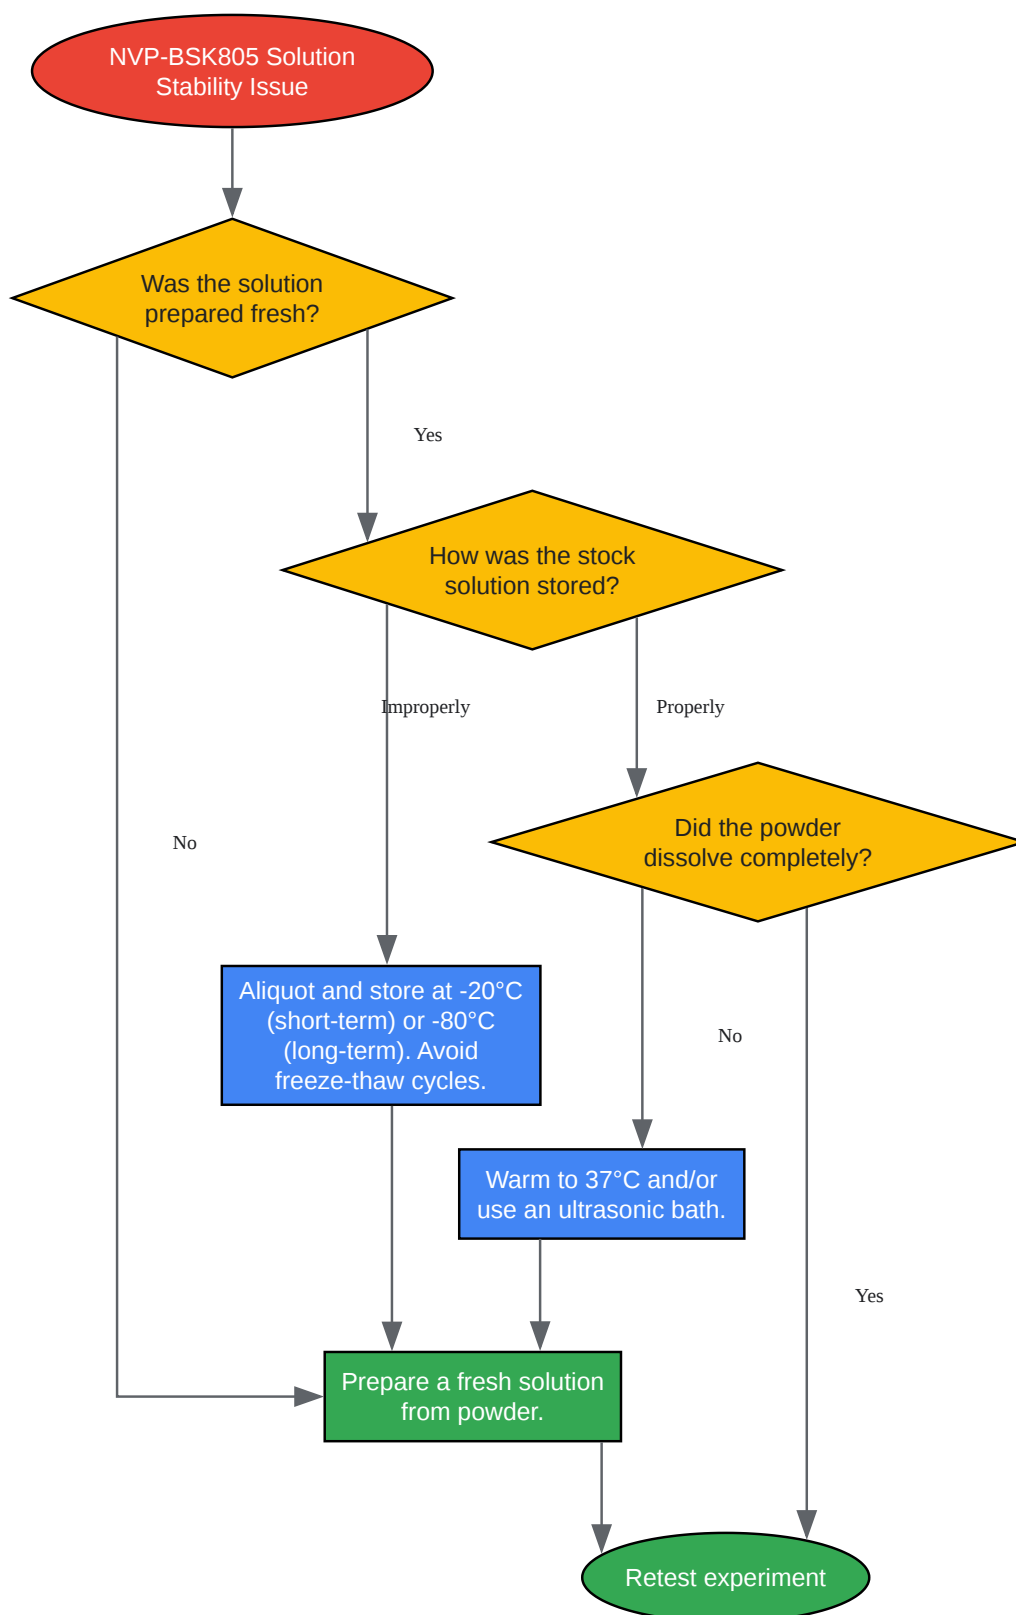 NVP-BSK805 Solution
Stability Issue
Was the solution
prepared fresh?
Yes
How was the stock
solution stored?
Improperly
Properly
No
Did the powder
dissolve completely?
Aliquot and store at -20°C
(short-term) or -80°C
(long-term). Avoid
freeze-thaw cycles.
No
Warm to 37°C and/or
use an ultrasonic bath.
Yes
Prepare a fresh solution
from powder.
Retest experiment